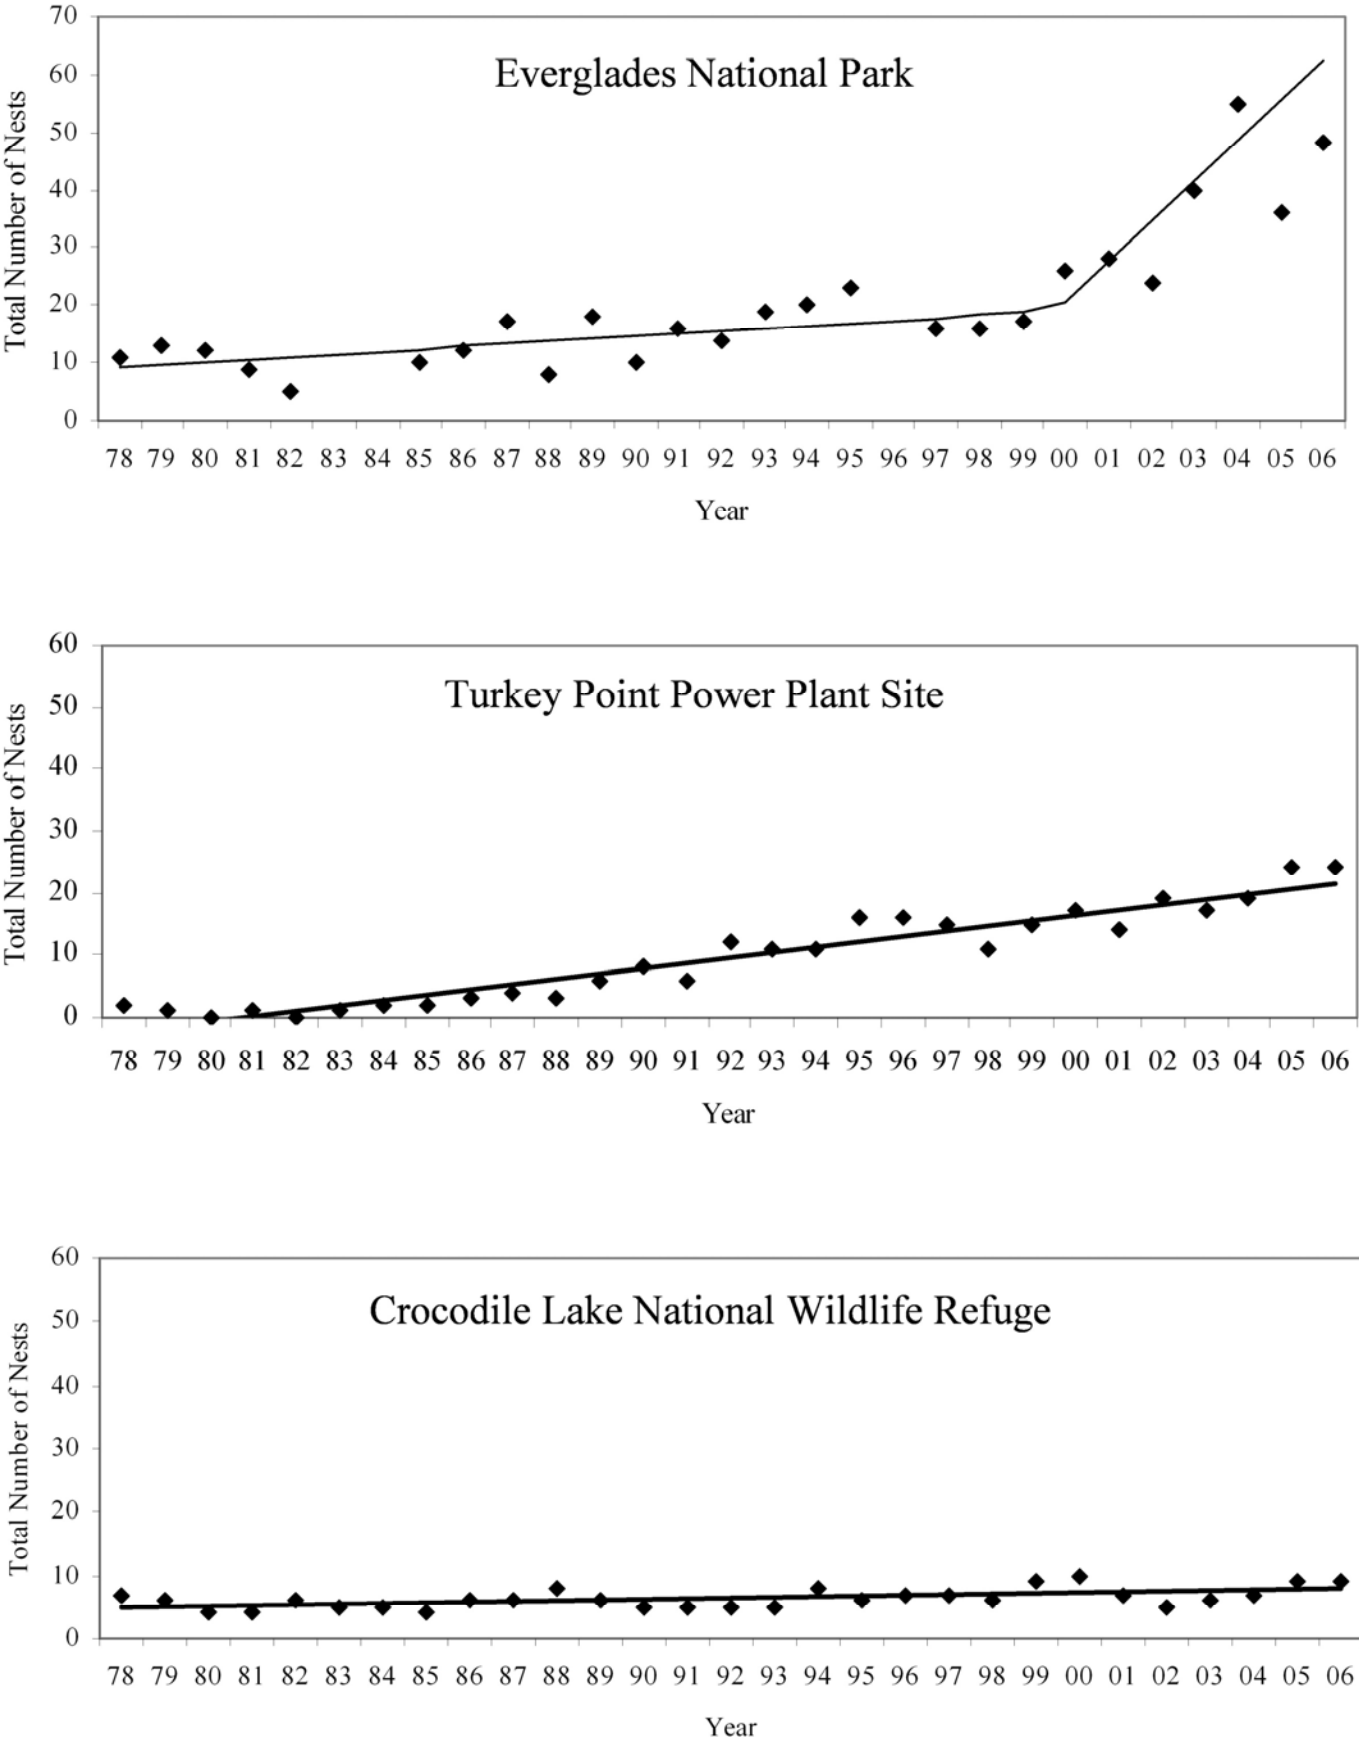 70
Everglades National Park
60
50
40
30
20
10
0
Total Number of Nests
78 79 80 81 82 83 84 85 86 87 88 89 90 91 92 93 94 95 96 97 98 99 00 01 02 03 04 05 06
Year
60
Turkey Point Power Plant Site
50
40
30
20
10
0
Total Number of Nests
78 79 80 81 82 83 84 85 86 87 88 89 90 91 92 93 94 95 96 97 98 99 00 01 02 03 04 05 06
Year
60
Crocodile Lake National Wildlife Refuge
50
40
30
20
10
0
Total Number of Nests
78 79 80 81 82 83 84 85 86 87 88 89 90 91 92 93 94 95 96 97 98 99 00 01 02 03 04 05 06
Year